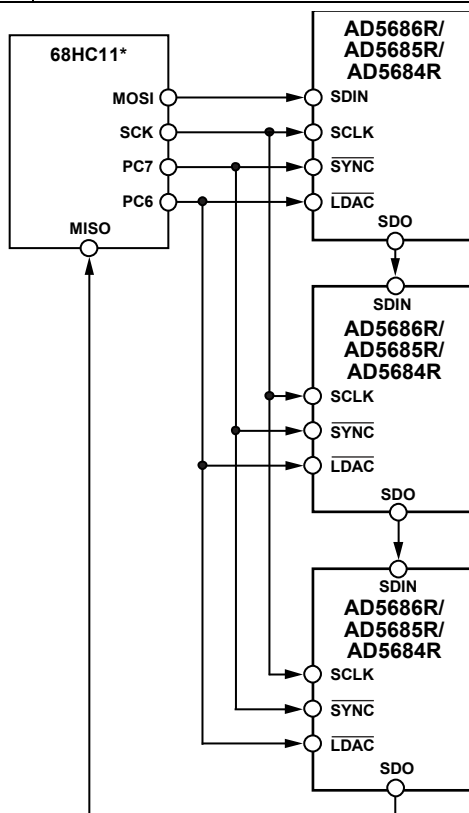 68HC11*
MOSI
SCK
PC7
PC6
MISO
AD5686R/
AD5685R/
AD5684R
SDIN
SCLK
SYNC
LDAC
SDO
SDIN
AD5686R/
AD5685R/
AD5684R
SCLK
SYNC
LDAC
SDO
SDIN
AD5686R/
AD5685R/
AD5684R
SCLK
SYNC
LDAC
SDO